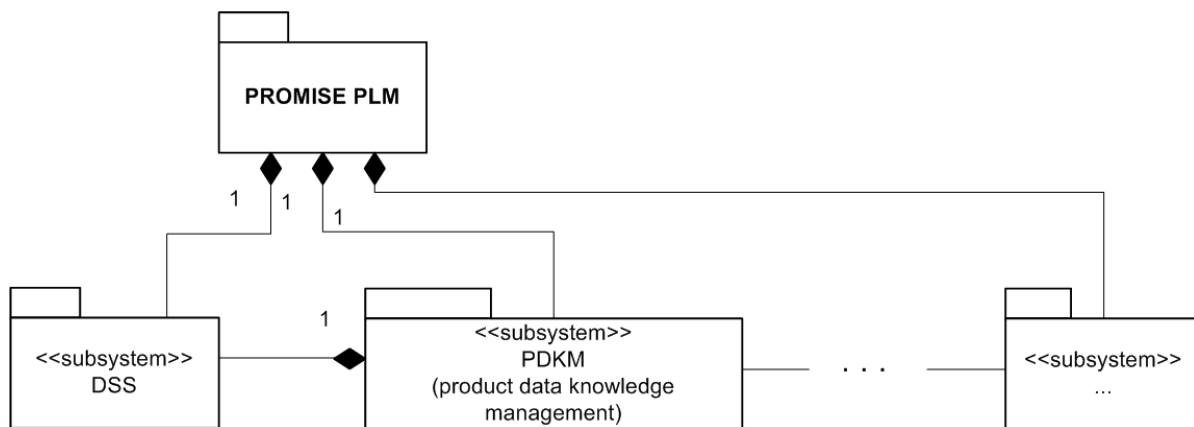 PROMISE PLM
1
1
1
1
<<subsystem>>
DSS
<<subsystem>>
PDKM
(product data knowledge
management)
. . .
<<subsystem>>
...